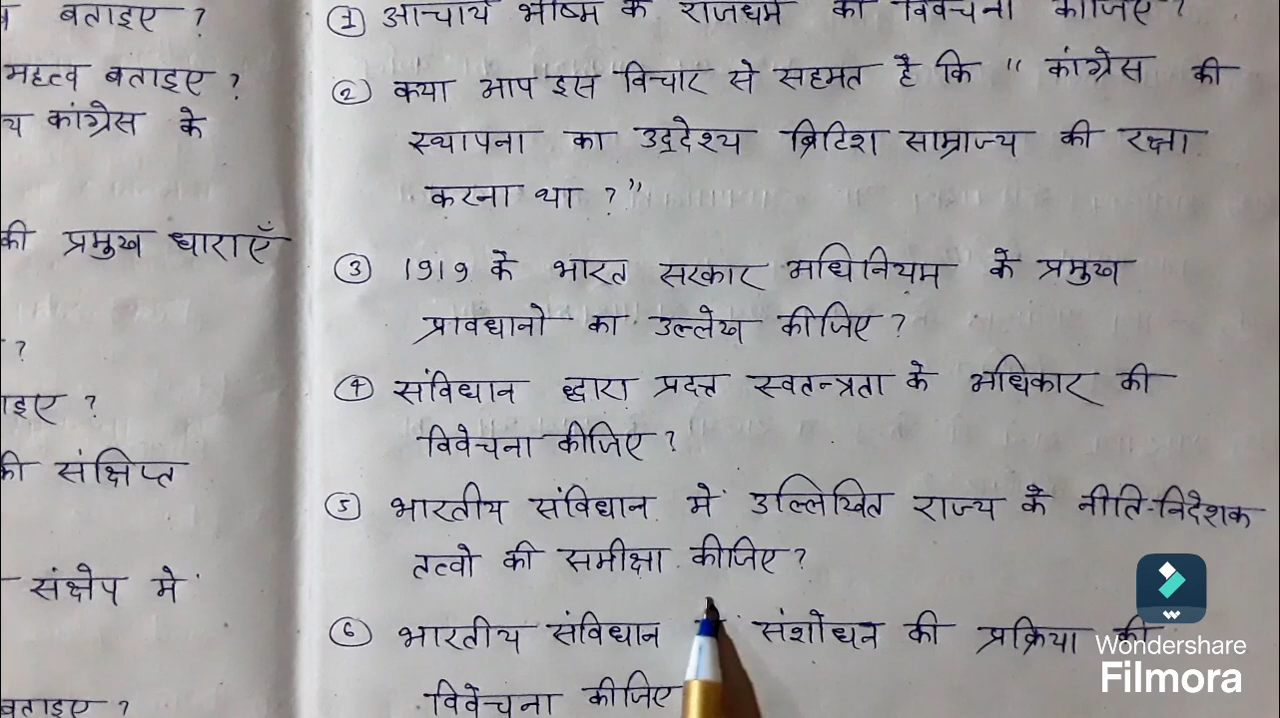 बताइए ?
महत्व बताइए ?
य कांग्रेस के
की प्रमुख धाराएँ
?
इए ?
की संक्षिप्त
संक्षेप मे
बताइए ?
① आचार्य भीष्म के राजधर्म की विवेचना कीजिए ?
② क्या आप इस विचार से सहमत है कि " कांग्रेस की
स्थापना का उद्देश्य ब्रिटिश साम्राज्य की रक्षा
करना था ?"
③ 1919 के भारत सरकार अधिनियम के प्रमुख
प्रावधानो का उल्लेख कीजिए ?
④ संविधान द्वारा प्रदत्त स्वतन्त्रता के अधिकार की
विवेचना कीजिए ?
⑤ भारतीय संविधान में उल्लिखित राज्य के नीति-निदेशक
तत्वो की समीक्षा कीजिए ?
⑥ भारतीय संविधान संशोधन की प्रक्रिया की
विवेचना कीजिए
Wondershare
Filmora